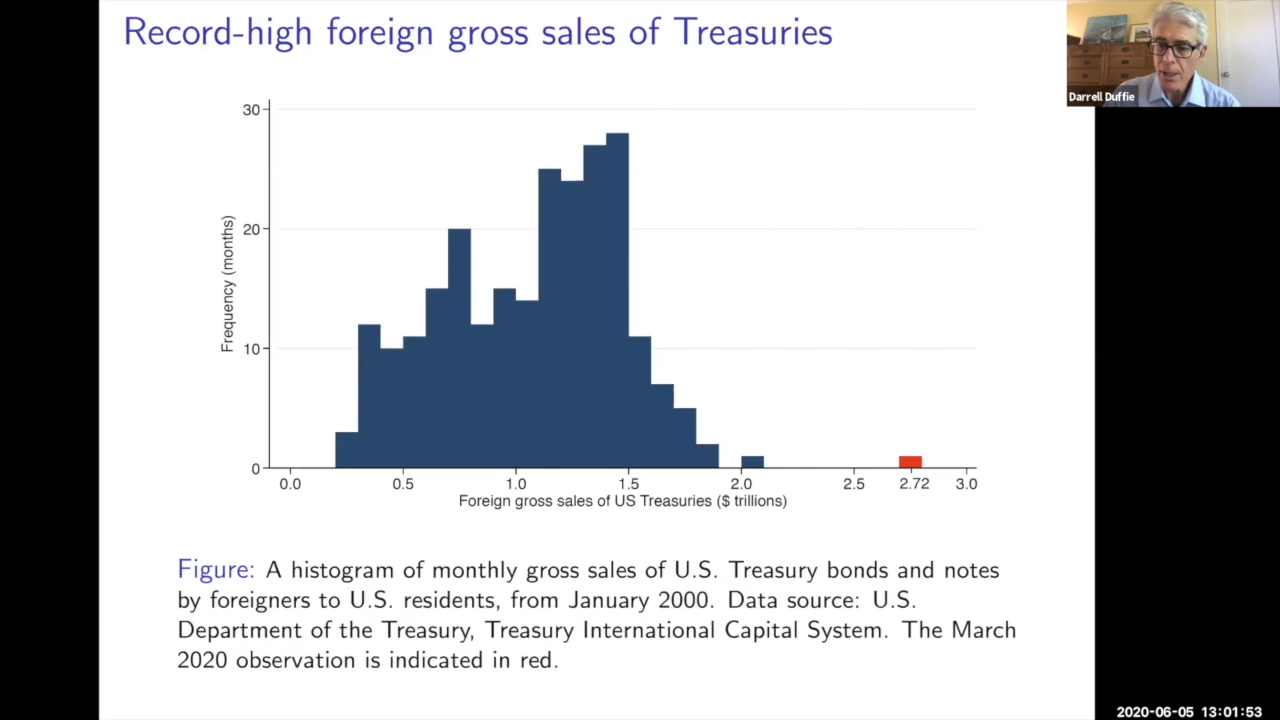 Record-high foreign gross sales of Treasuries
Darrell Duffie
30
20
10
0
Frequency (months)
0.0 0.5 1.0 1.5 2.0 2.5 2.72 3.0
Foreign gross sales of US Treasuries ($ trillions)
Figure: A histogram of monthly gross sales of U.S. Treasury bonds and notes
by foreigners to U.S. residents, from January 2000. Data source: U.S.
Department of the Treasury, Treasury International Capital System. The March
2020 observation is indicated in red.
2020-06-05 13:01:53